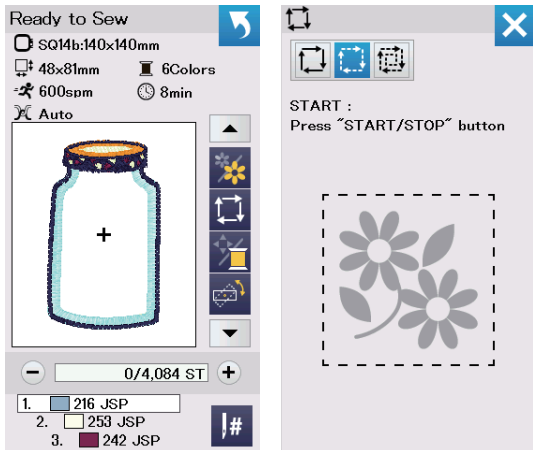 Ready to Sew
SQ14b:140×140mm
48x81mm
6Colors
600spm
8min
Auto
0/4,084 ST
1. 216 JSP
2. 253 JSP
3. 242 JSP
#
START :
Press "START/STOP" button